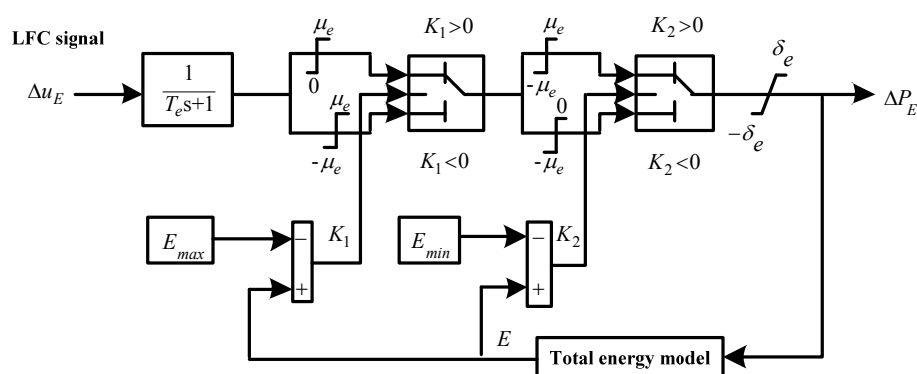 LFC signal
Δu_E
1
T_e s+1
μ_e
0
μ_e
-μ_e
K_1>0
K_1<0
μ_e
-μ_e
0
-μ_e
K_2>0
K_2<0
δ_e
-δ_e
ΔP_E
E_max
−
+
K_1
E_min
−
+
K_2
E
Total energy model